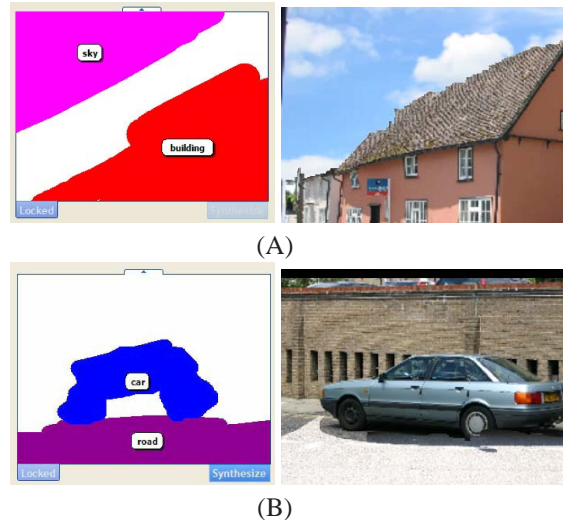 sky
building
Locked
Synthesize
(A)
car
road
Locked
Synthesize
(B)